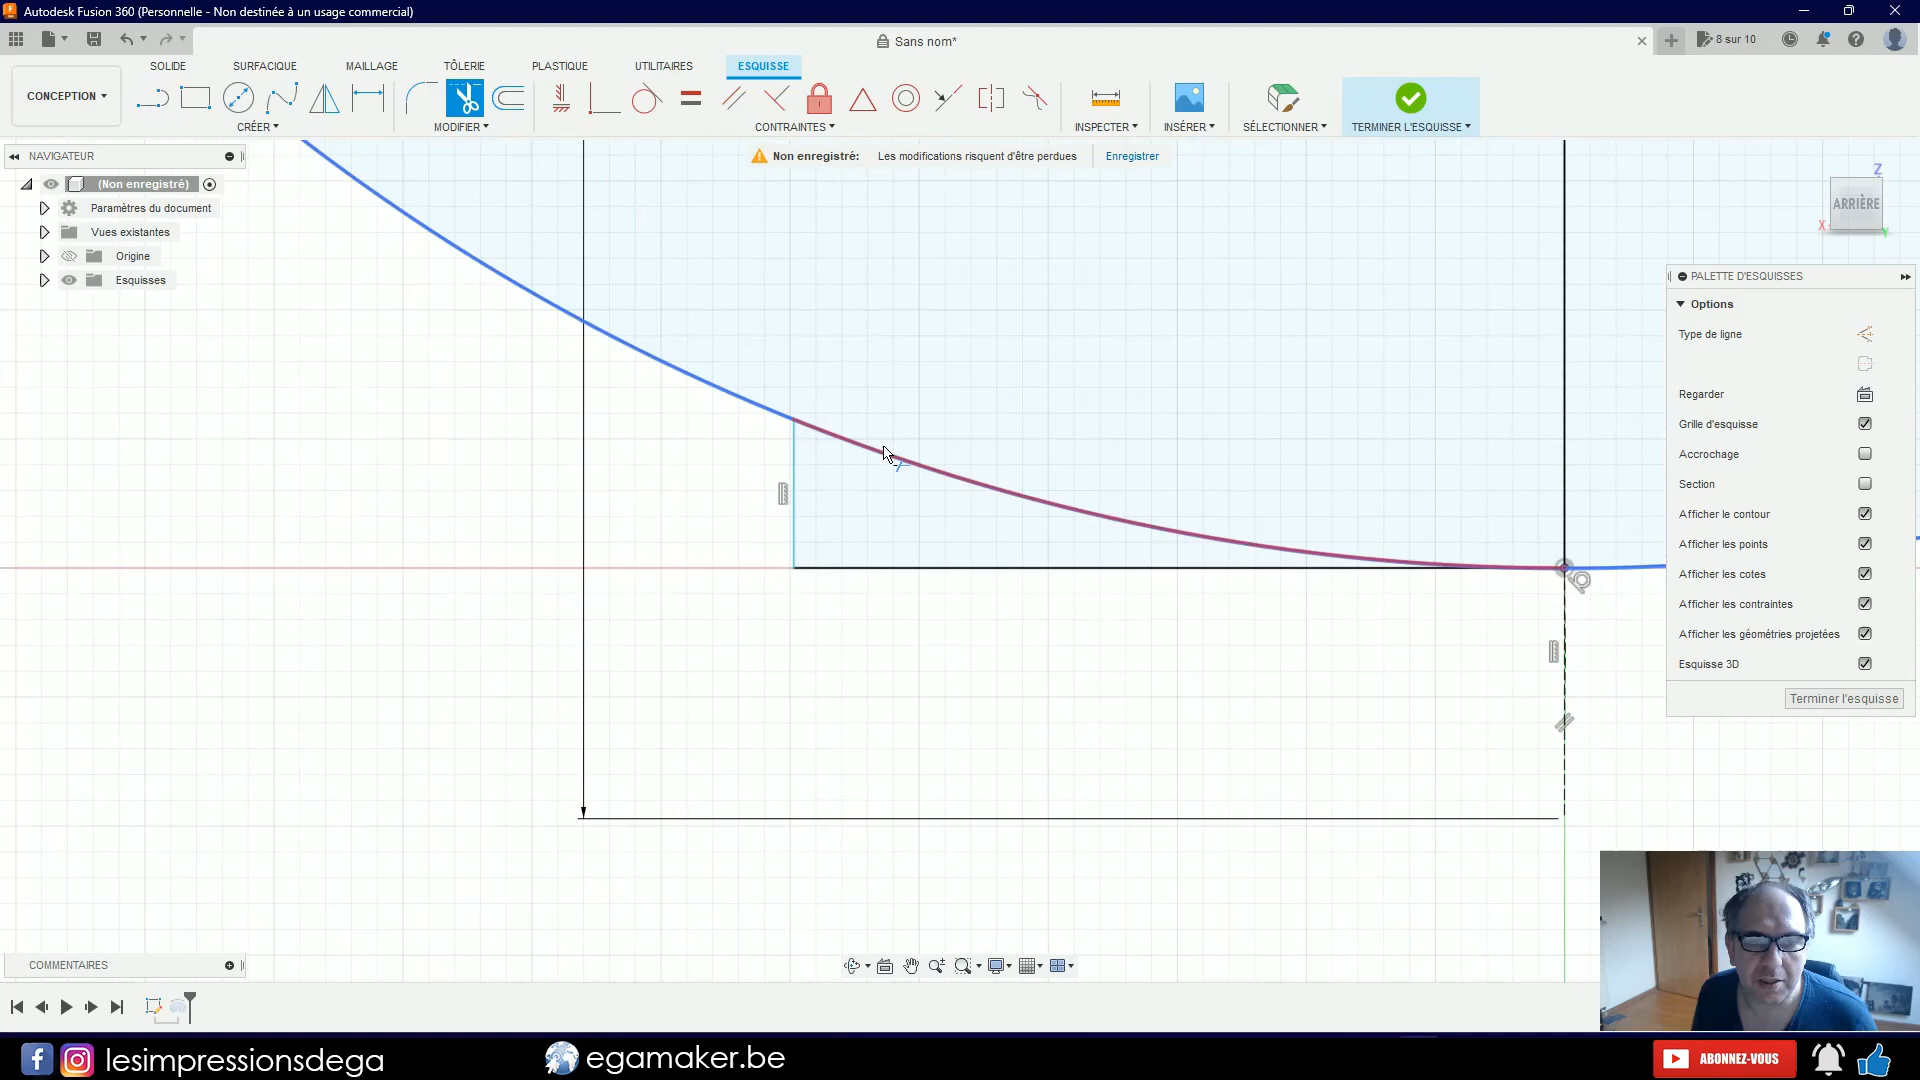 Autodesk Fusion 360 (Personnelle - Non destinée à un usage commercial)
Sans nom*
8 sur 10
CONCEPTION
SOLIDE
SURFACIQUE
MAILLAGE
TÔLERIE
PLASTIQUE
UTILITAIRES
ESQUISSE
CRÉER
MODIFIER
CONTRAINTES
INSPECTER
INSÉRER
SÉLECTIONNER
TERMINER L'ESQUISSE
NAVIGATEUR
(Non enregistré)
Paramètres du document
Vues existantes
Origine
Esquisses
Non enregistré:
Les modifications risquent d'être perdues
Enregistrer
Z
ARRIÈRE
X
Y
PALETTE D'ESQUISSES
Options
Type de ligne
Regarder
Grille d'esquisse
Accrochage
Section
Afficher le contour
Afficher les points
Afficher les cotes
Afficher les contraintes
Afficher les géométries projetées
Esquisse 3D
Terminer l'esquisse
COMMENTAIRES
lesimpressionsdega
egamaker.be
ABONNEZ-VOUS